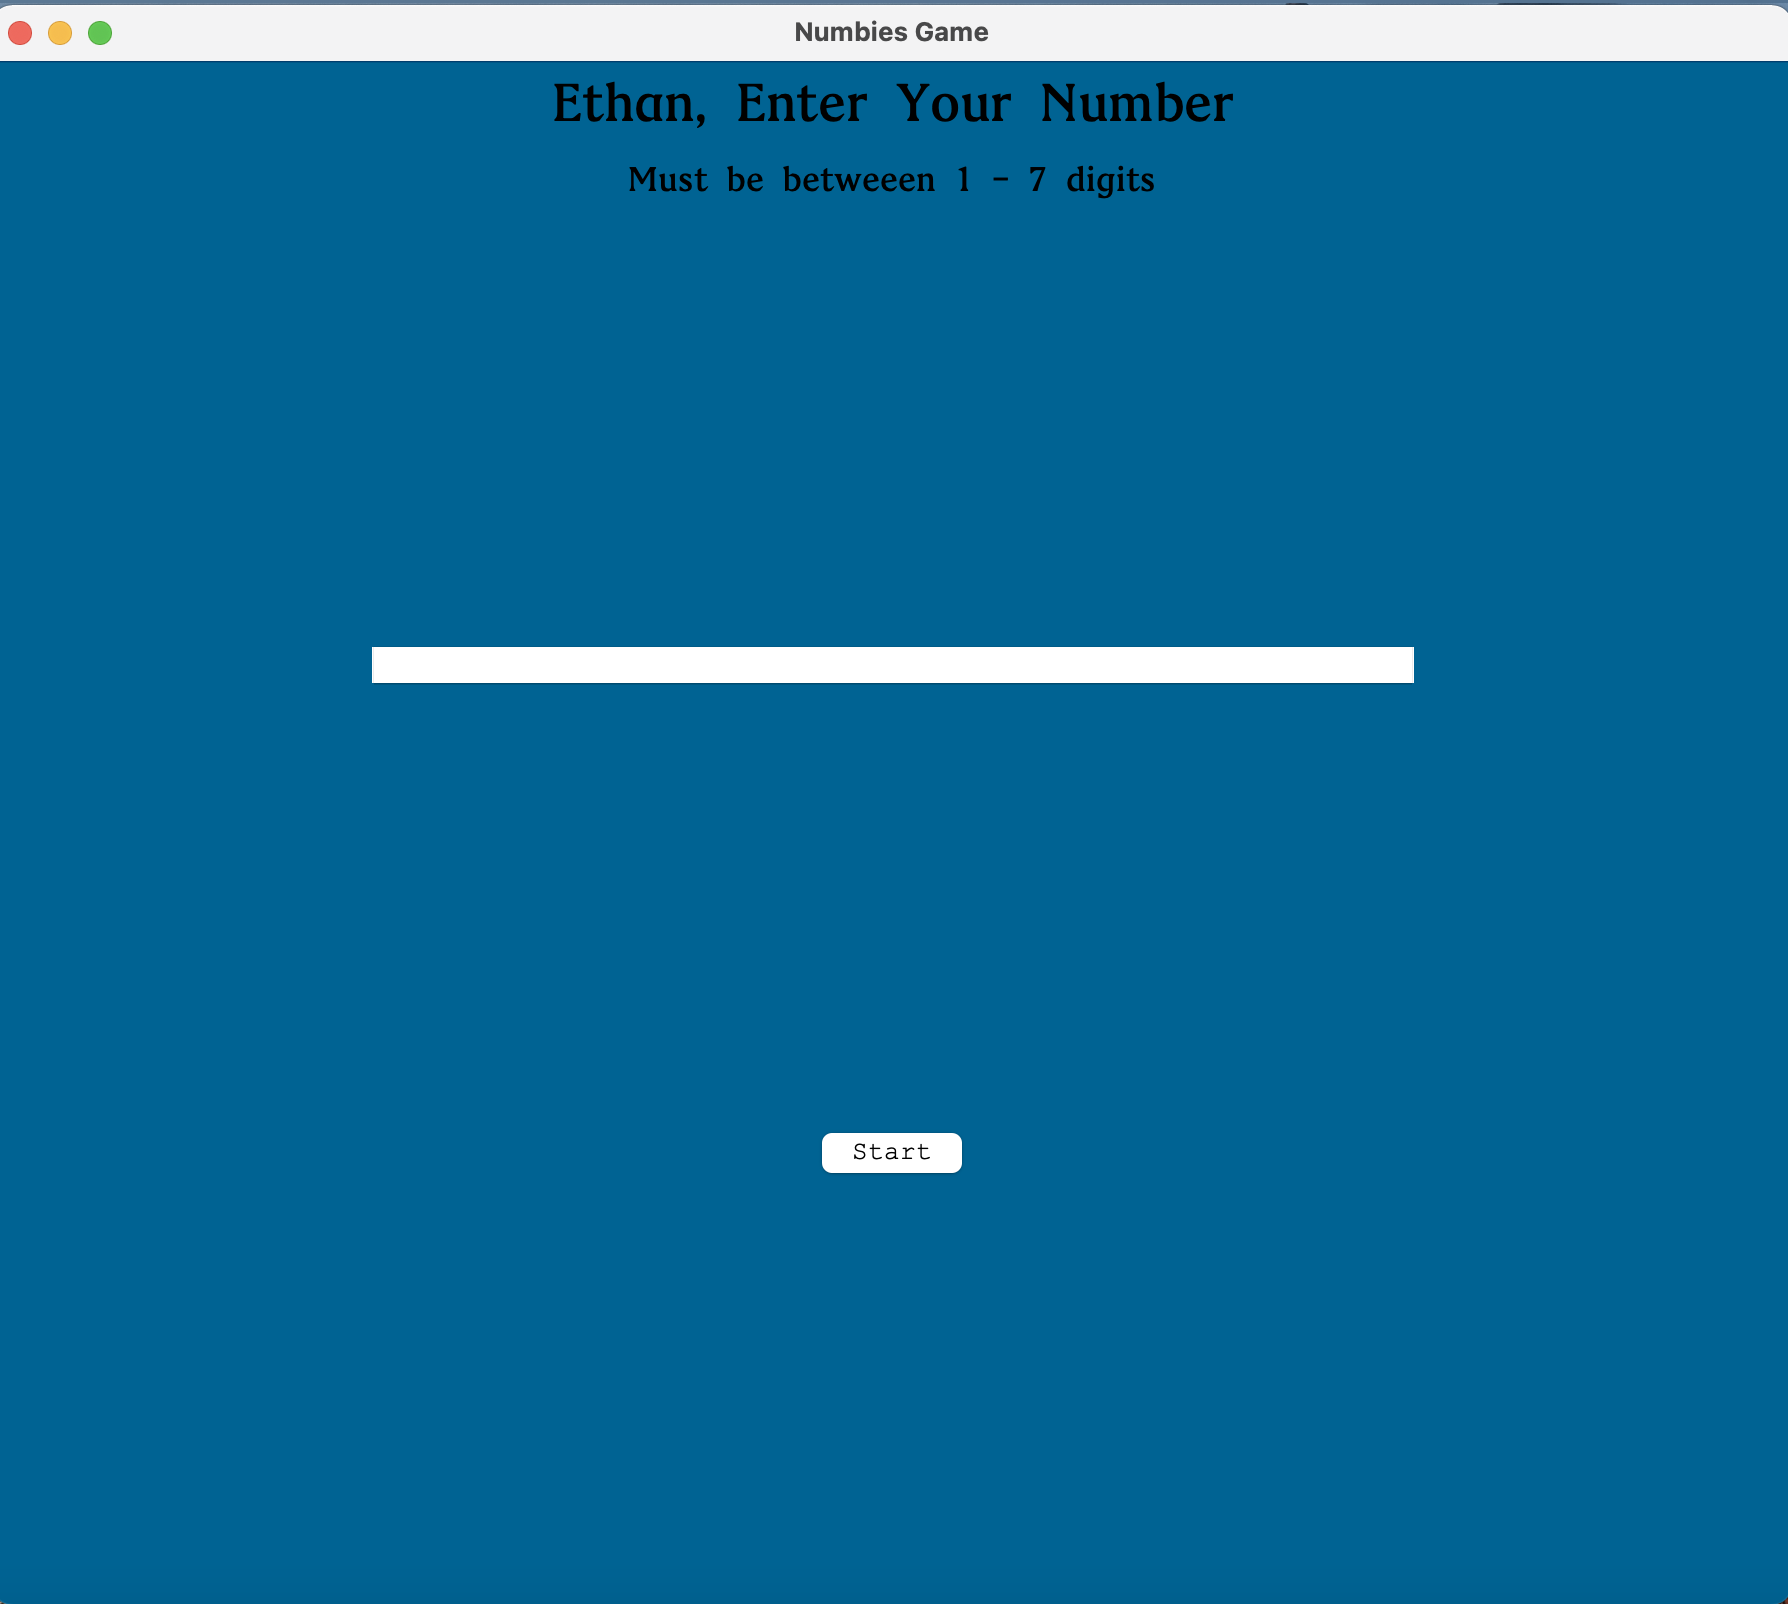 Numbies Game
Ethan, Enter Your Number
Must be betweeen 1 - 7 digits
Start